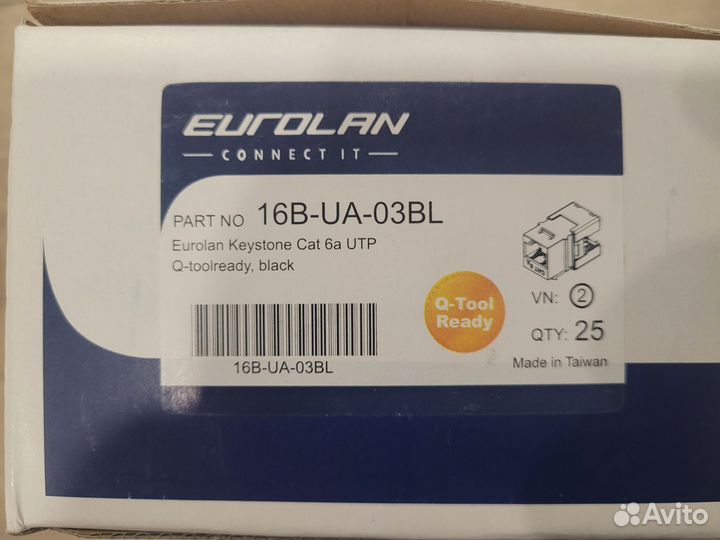 EUROLAN
CONNECT IT
PART NO 16B-UA-03BL
Eurolan Keystone Cat 6a UTP
Q-toolready, black
Q-Tool
Ready
VN: 2
QTY: 25
16B-UA-03BL
Made in Taiwan
Avito